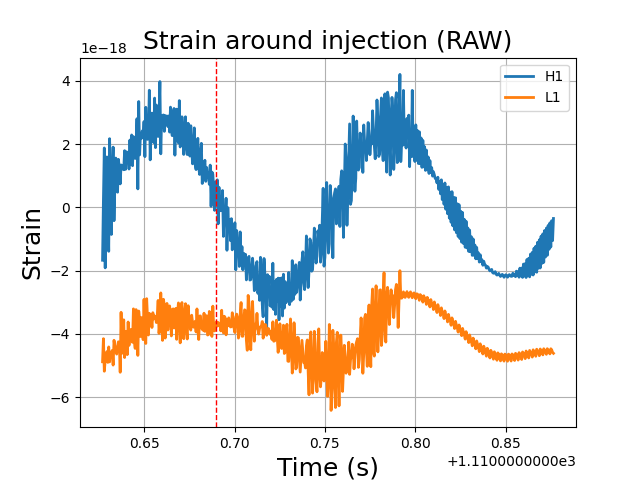 Strain around injection (RAW)
1e−18
H1
L1
4
2
0
−2
−4
−6
Strain
0.65 0.70 0.75 0.80 0.85
+1.1100000000e3
Time (s)